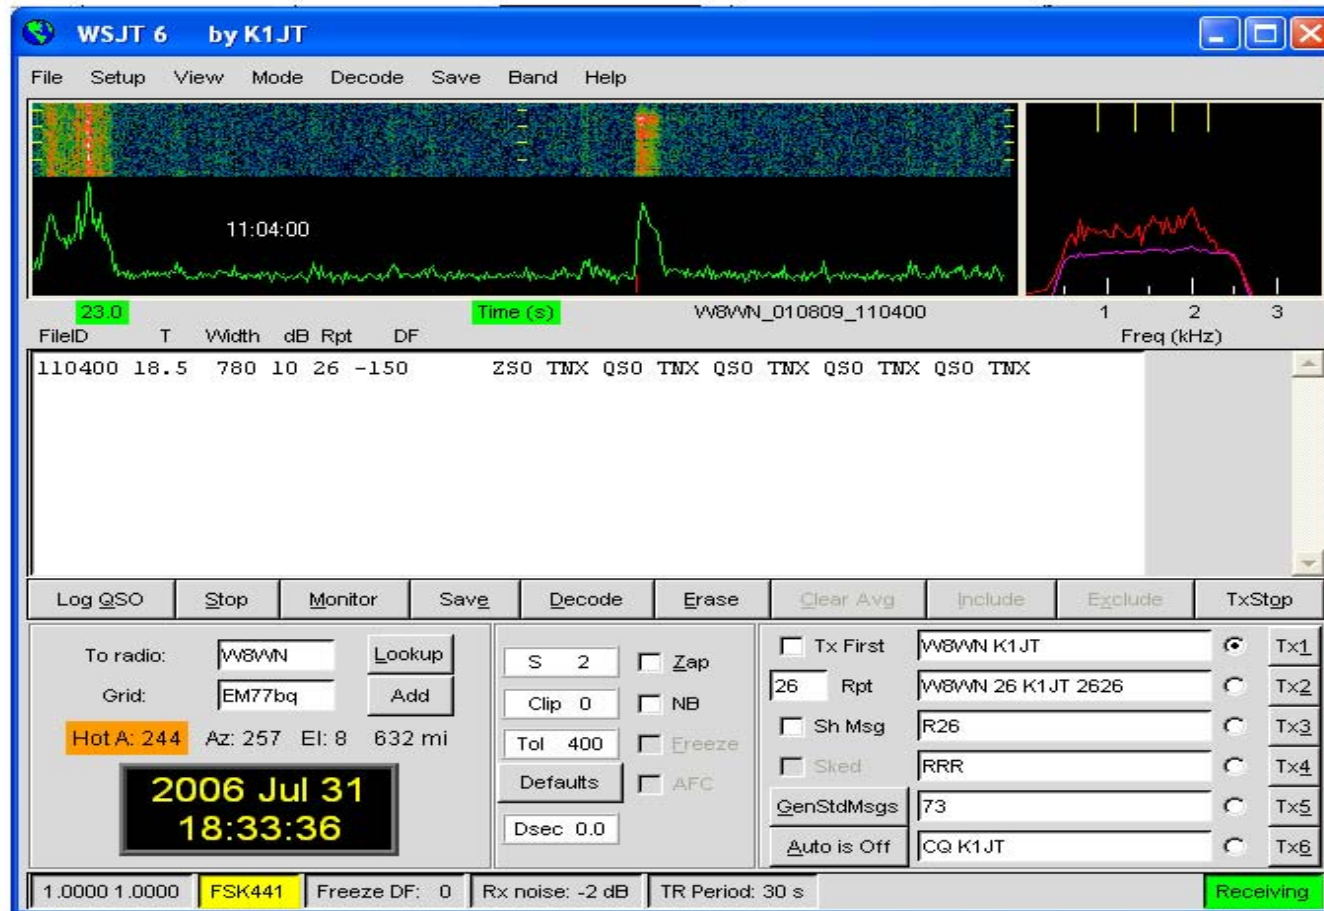 WSJT 6 by K1JT
File Setup View Mode Decode Save Band Help
11:04:00
23.0 Time (s) W8WN_010809_110400 1 2 3
FileID T Width dB Rpt DF Freq (kHz)
110400 18.5 780 10 26 -150 ZSO TNX QSO TNX QSO TNX QSO TNX QSO TNX
Log QSO Stop Monitor Save Decode Erase Clear Avg Include Exclude TxStop
To radio: W8WN Lookup
Grid: EM77bq Add
Hot A: 244 Az: 257 El: 8 632 mi
2006 Jul 31
18:33:36
S 2 Zap
Clip 0 NB
Tol 400 Freeze
Defaults AFC
Dsec 0.0
Tx First W8WN K1JT Tx1
26 Rpt W8WN 26 K1JT 2626 Tx2
Sh Msg R26 Tx3
Sked RRR Tx4
GenStdMsgs 73 Tx5
Auto is Off CQ K1JT Tx6
1.0000 1.0000 FSK441 Freeze DF: 0 Rx noise: -2 dB TR Period: 30 s Receiving